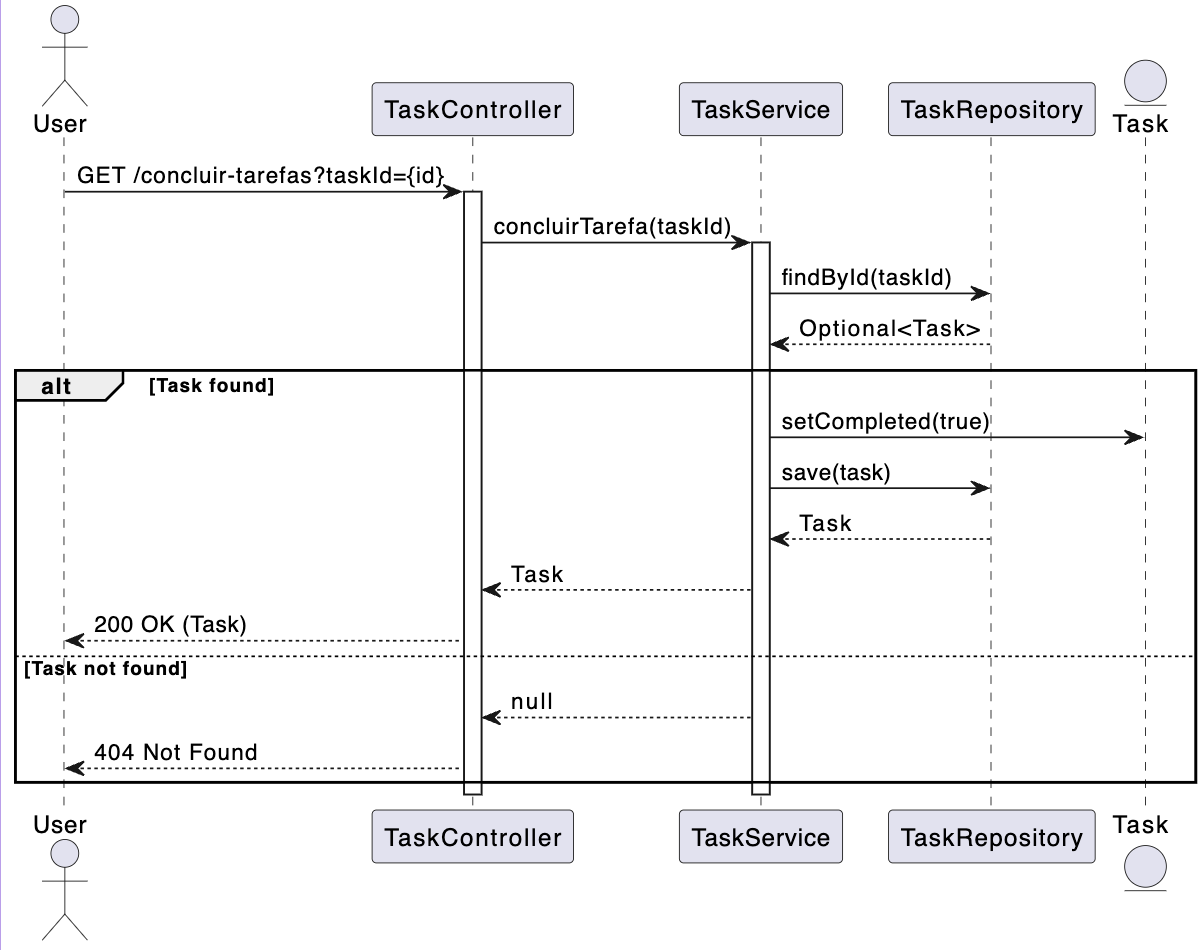 User
TaskController
TaskService
TaskRepository
Task
GET /concluir-tarefas?taskId={id}
concluirTarefa(taskId)
findById(taskId)
Optional<Task>
alt
[Task found]
setCompleted(true)
save(task)
Task
Task
200 OK (Task)
[Task not found]
null
404 Not Found
User
TaskController
TaskService
TaskRepository
Task